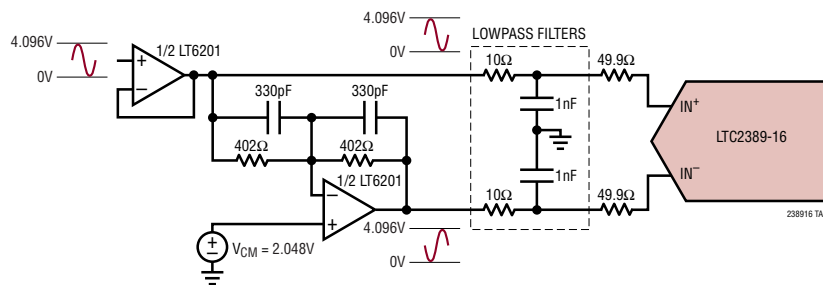 LOWPASS FILTERS
4.096V
0V
1/2 LT6201
+
–
4.096V
0V
10Ω
49.9Ω
330pF
330pF
1nF
IN+
402Ω
402Ω
LTC2389-16
1/2 LT6201
–
+
1nF
IN–
10Ω
49.9Ω
238916 TA
+
–
VCM = 2.048V
4.096V
0V